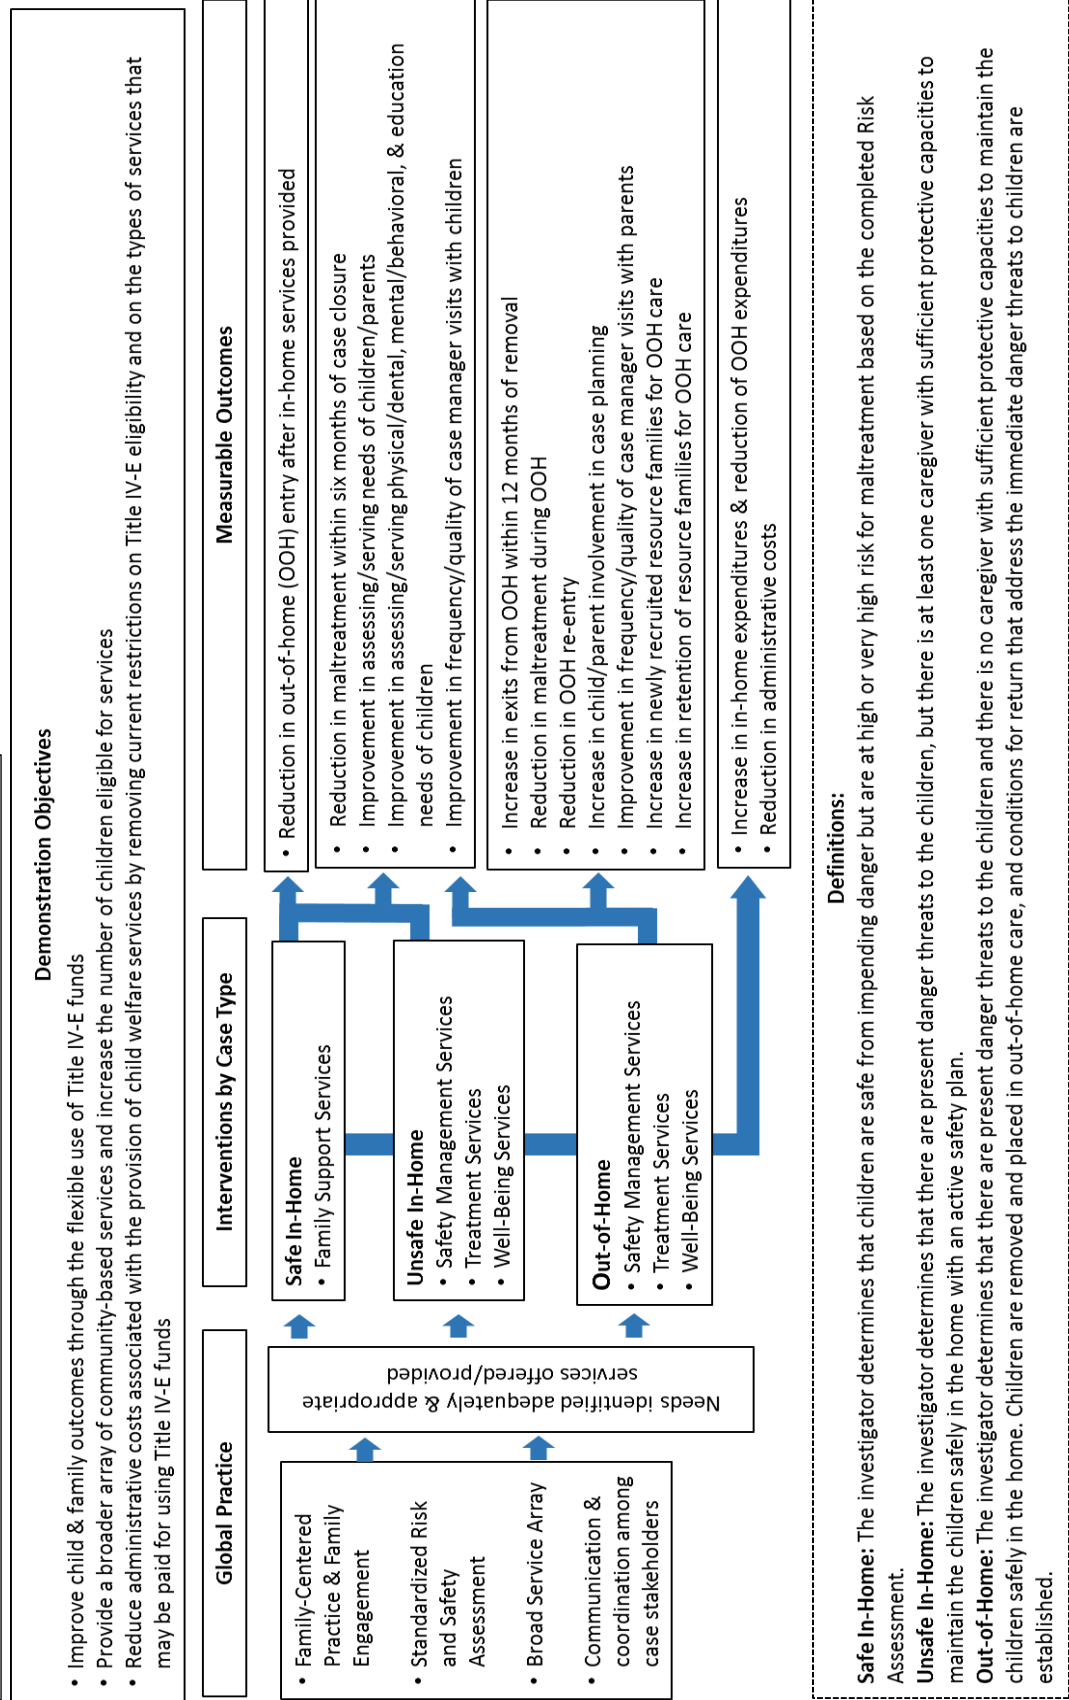 Demonstration Objectives
• Improve child & family outcomes through the flexible use of Title IV-E funds
• Provide a broader array of community-based services and increase the number of children eligible for services
• Reduce administrative costs associated with the provision of child welfare services by removing current restrictions on Title IV-E eligibility and on the types of services that
may be paid for using Title IV-E funds
Global Practice
• Family-Centered
Practice & Family
Engagement
• Standardized Risk
and Safety
Assessment
• Broad Service Array
• Communication &
coordination among
case stakeholders
Needs identified adequately & appropriate
services offered/provided
Interventions by Case Type
Safe In-Home
• Family Support Services
Unsafe In-Home
• Safety Management Services
• Treatment Services
• Well-Being Services
Out-of-Home
• Safety Management Services
• Treatment Services
• Well-Being Services
Measurable Outcomes
• Reduction in out-of-home (OOH) entry after in-home services provided
• Reduction in maltreatment within six months of case closure
• Improvement in assessing/serving needs of children/parents
• Improvement in assessing/serving physical/dental, mental/behavioral, & education
needs of children
• Improvement in frequency/quality of case manager visits with children
• Increase in exits from OOH within 12 months of removal
• Reduction in maltreatment during OOH
• Reduction in OOH re-entry
• Increase in child/parent involvement in case planning
• Improvement in frequency/quality of case manager visits with parents
• Increase in newly recruited resource families for OOH care
• Increase in retention of resource families for OOH care
• Increase in in-home expenditures & reduction of OOH expenditures
• Reduction in administrative costs
Definitions:
Safe In-Home: The investigator determines that children are safe from impending danger but are at high or very high risk for maltreatment based on the completed Risk
Assessment.
Unsafe In-Home: The investigator determines that there are present danger threats to the children, but there is at least one caregiver with sufficient protective capacities to
maintain the children safely in the home with an active safety plan.
Out-of-Home: The investigator determines that there are present danger threats to the children and there is no caregiver with sufficient protective capacities to maintain the
children safely in the home. Children are removed and placed in out-of-home care, and conditions for return that address the immediate danger threats to children are
established.